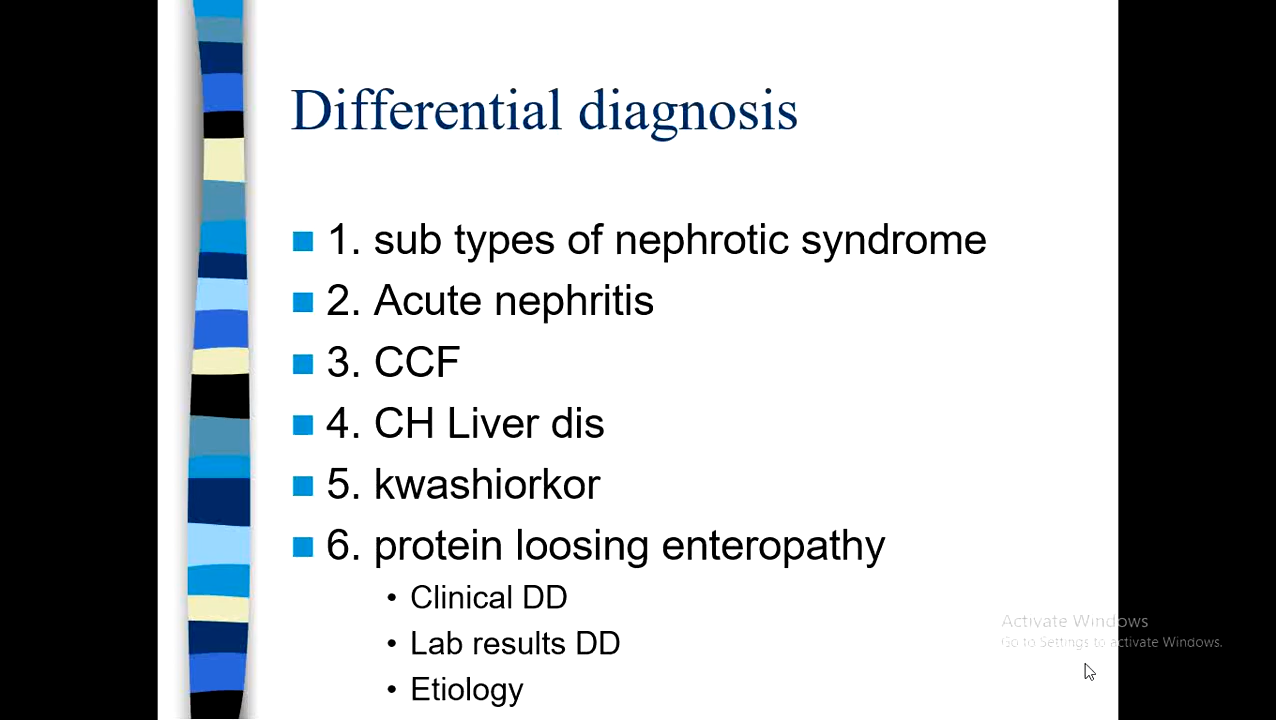 Differential diagnosis
1. sub types of nephrotic syndrome
2. Acute nephritis
3. CCF
4. CH Liver dis
5. kwashiorkor
6. protein loosing enteropathy
• Clinical DD
• Lab results DD
• Etiology
Activate Windows
Go to Settings to activate Windows.